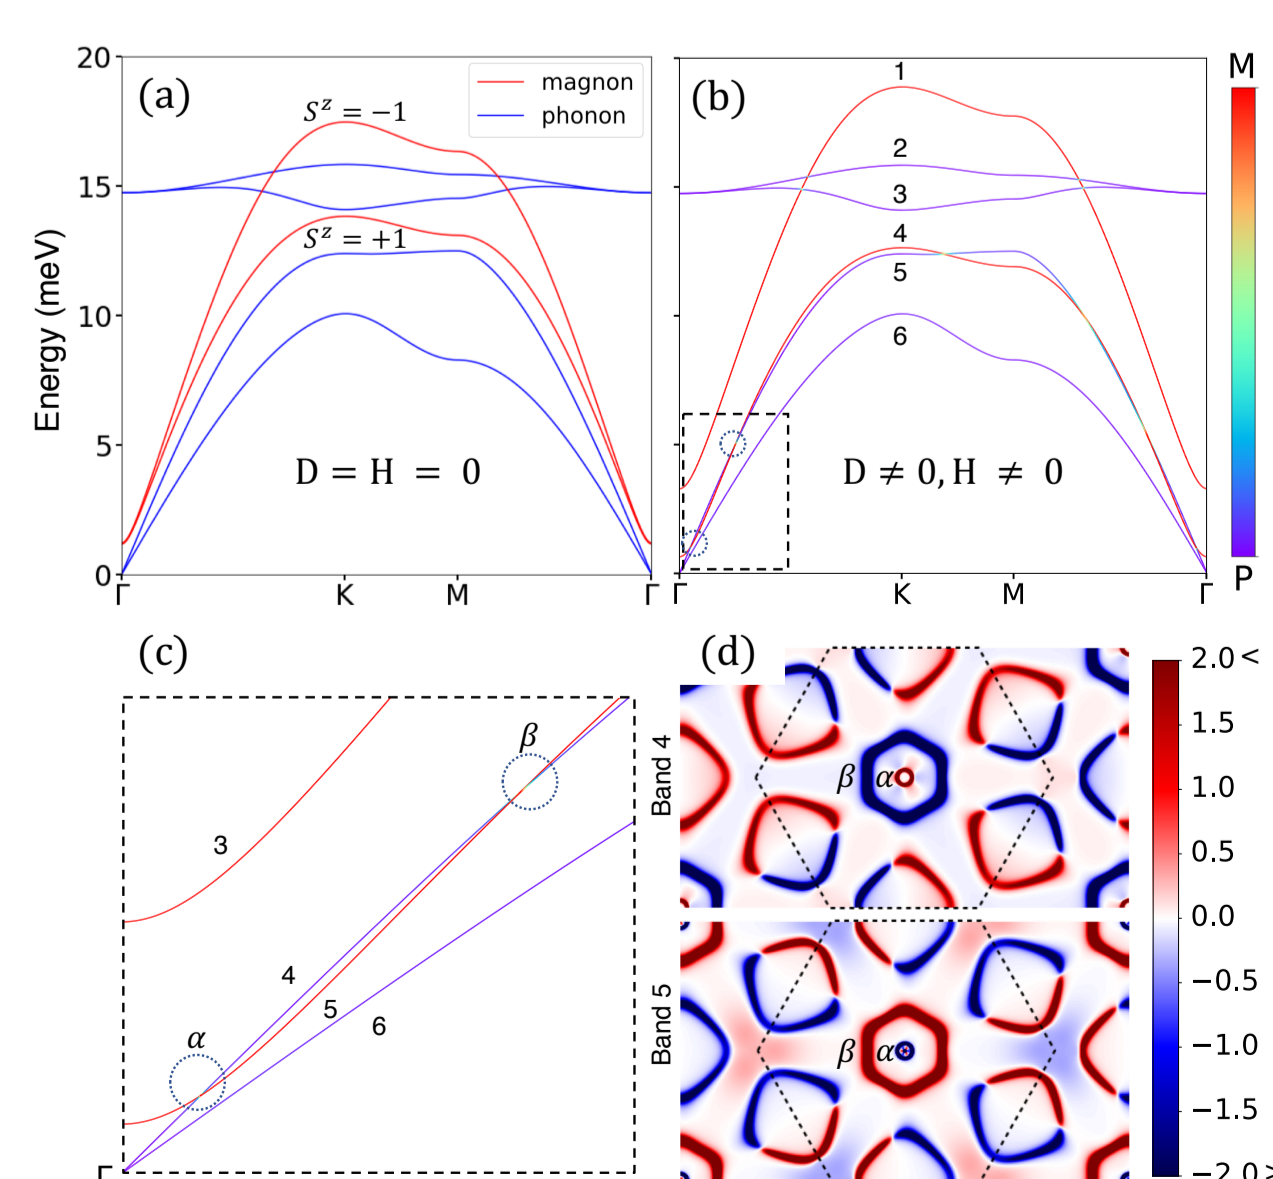 (a)
magnon
phonon
S^z = −1
S^z = +1
D = H = 0
Energy (meV)
20
15
10
5
0
Γ K M Γ
(b)
1
2
3
4
5
6
D ≠ 0, H ≠ 0
Γ K M Γ
M
P
(c)
β
3
4
5
6
α
Γ
(d)
Band 4
β α
Band 5
β α
2.0<
1.5
1.0
0.5
0.0
−0.5
−1.0
−1.5
−2.0>